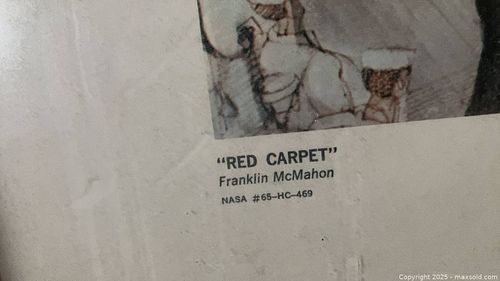 "RED CARPET"
Franklin McMahon
NASA #65-HC-469
Copyright 2025 - maxsold.com